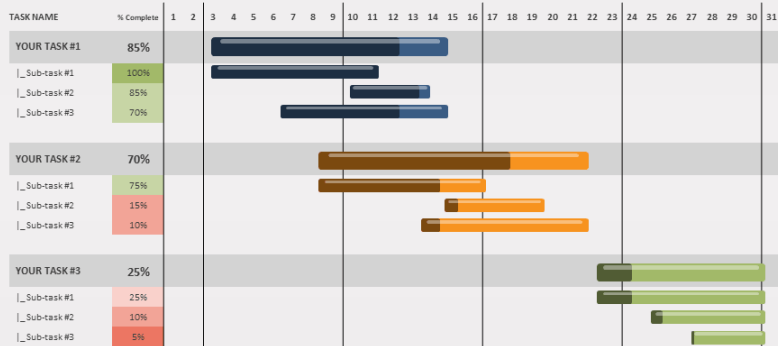 TASK NAME % Complete 1 2 3 4 5 6 7 8 9 10 11 12 13 14 15 16 17 18 19 20 21 22 23 24 25 26 27 28 29 30 31
YOUR TASK #1 85%
|_Sub-task #1 100%
|_Sub-task #2 85%
|_Sub-task #3 70%
YOUR TASK #2 70%
|_Sub-task #1 75%
|_Sub-task #2 15%
|_Sub-task #3 10%
YOUR TASK #3 25%
|_Sub-task #1 25%
|_Sub-task #2 10%
|_Sub-task #3 5%